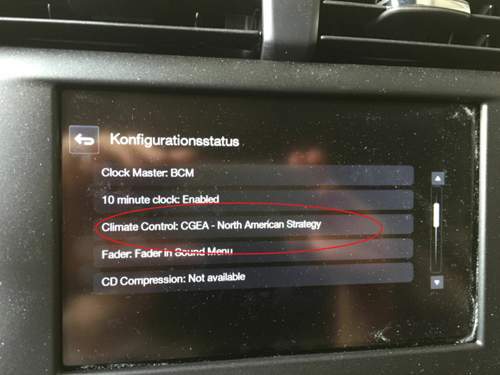 Konfigurationsstatus
Clock Master: BCM
10 minute clock: Enabled
Climate Control: CGEA - North American Strategy
Fader: Fader in Sound Menu
CD Compression: Not available